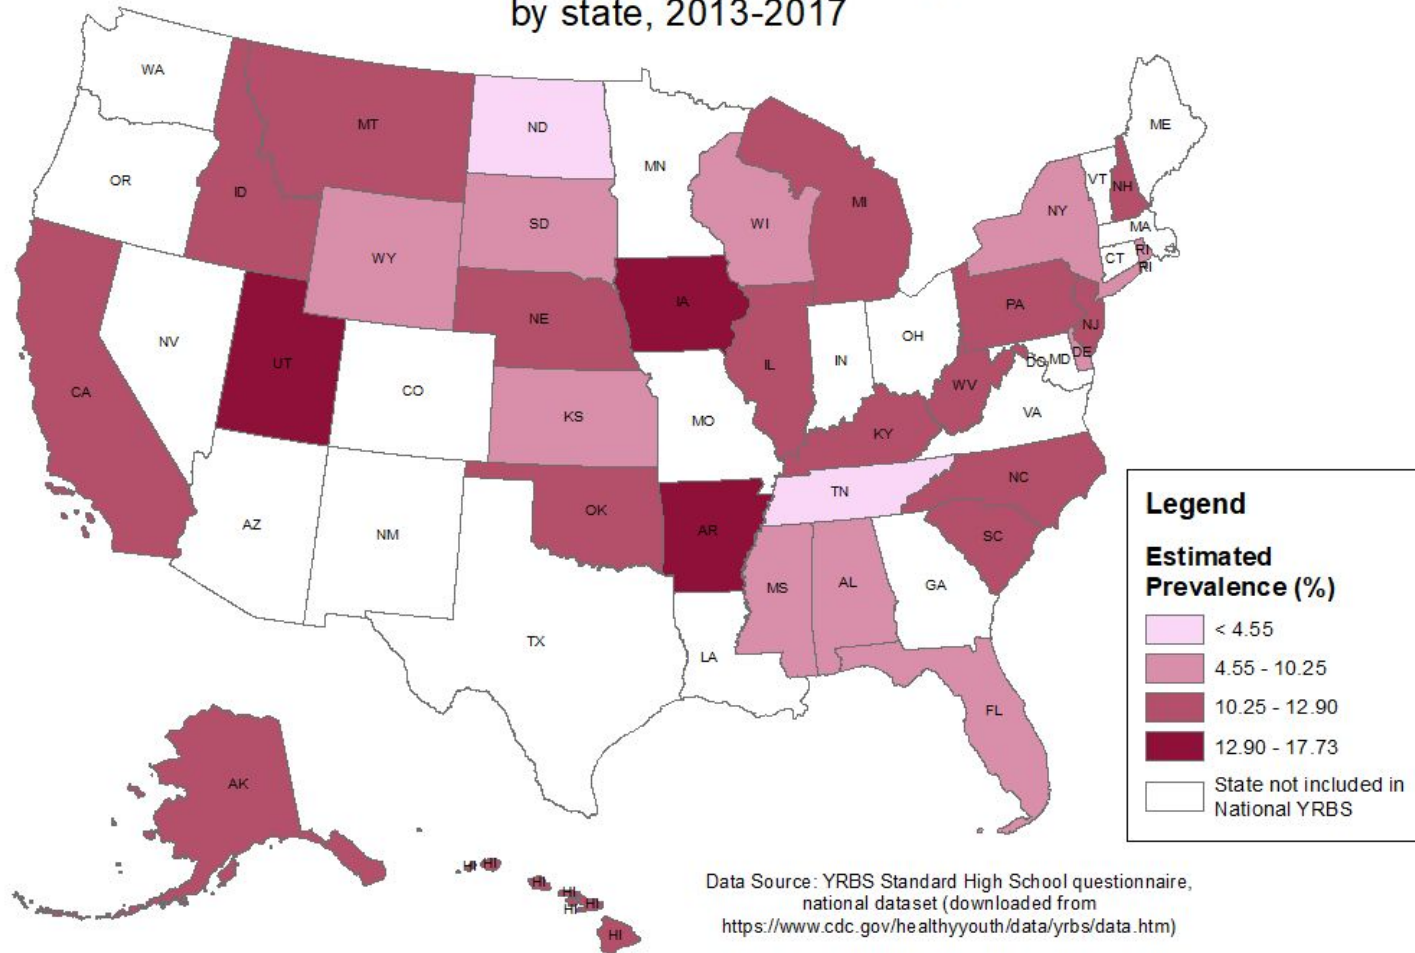 by state, 2013-2017
WA
MT
ND
MN
ME
OR
ID
SD
WI
MI
NY
VT
NH
MA
WY
CT
RI
RI
IA
NE
PA
NJ
NV
UT
CO
IL
IN
OH
DC
MD
DE
CA
KS
MO
WV
VA
KY
AZ
NM
OK
AR
TN
NC
SC
MS
AL
GA
TX
LA
FL
AK
HI
HI
HI
HI
HI
HI
HI
Legend
Estimated
Prevalence (%)
< 4.55
4.55 - 10.25
10.25 - 12.90
12.90 - 17.73
State not included in
National YRBS
Data Source: YRBS Standard High School questionnaire,
national dataset (downloaded from
https://www.cdc.gov/healthyyouth/data/yrbs/data.htm)